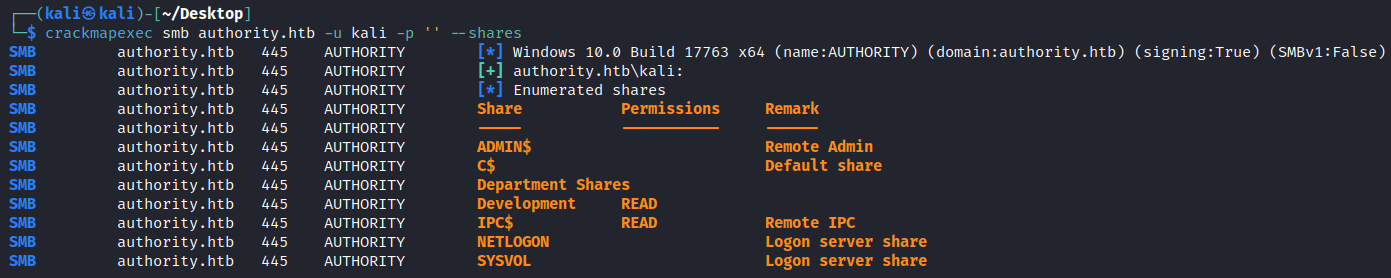 ┌──(kali㉿kali)-[~/Desktop]
└─$ crackmapexec smb authority.htb -u kali -p '' --shares
SMB         authority.htb   445    AUTHORITY        [*] Windows 10.0 Build 17763 x64 (name:AUTHORITY) (domain:authority.htb) (signing:True) (SMBv1:False)
SMB         authority.htb   445    AUTHORITY        [+] authority.htb\kali:
SMB         authority.htb   445    AUTHORITY        [*] Enumerated shares
SMB         authority.htb   445    AUTHORITY        Share           Permissions     Remark
SMB         authority.htb   445    AUTHORITY        -----           -----------     ------
SMB         authority.htb   445    AUTHORITY        ADMIN$                          Remote Admin
SMB         authority.htb   445    AUTHORITY        C$                              Default share
SMB         authority.htb   445    AUTHORITY        Department Shares
SMB         authority.htb   445    AUTHORITY        Development     READ
SMB         authority.htb   445    AUTHORITY        IPC$            READ            Remote IPC
SMB         authority.htb   445    AUTHORITY        NETLOGON                        Logon server share
SMB         authority.htb   445    AUTHORITY        SYSVOL                          Logon server share